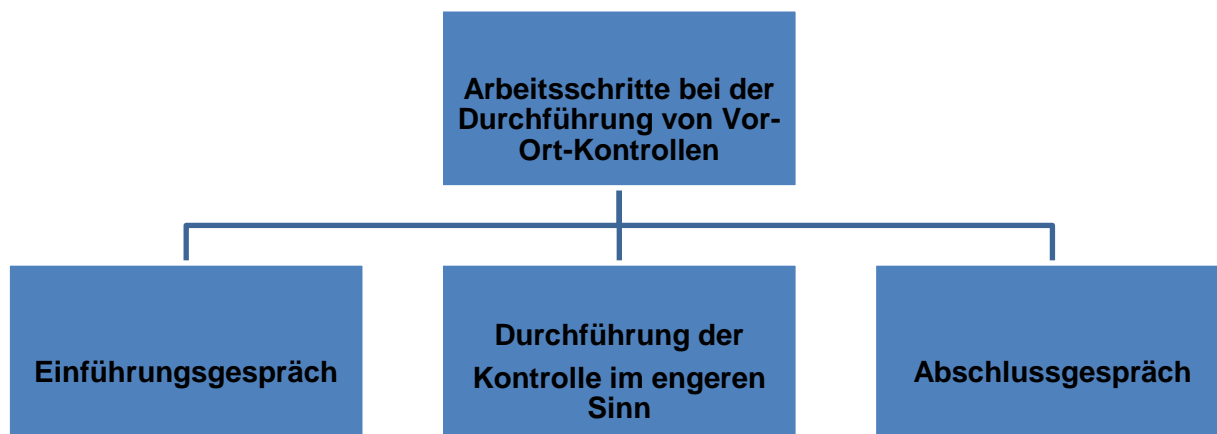 Arbeitsschritte bei der
Durchführung von Vor-
Ort-Kontrollen
Einführungsgespräch
Durchführung der
Kontrolle im engeren
Sinn
Abschlussgespräch